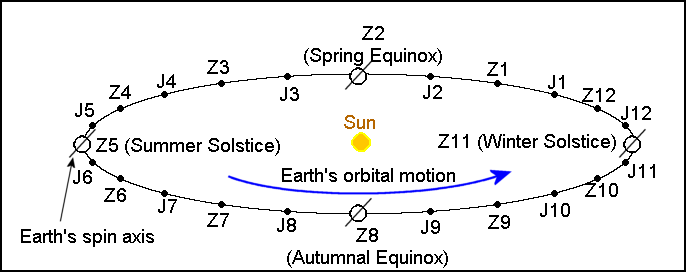 Z2
(Spring Equinox)
Z3
J3
J2
Z1
J4
J1
Z4
Z12
J5
J12
Sun
Z5 (Summer Solstice)
Z11 (Winter Solstice)
J6
J11
Earth's orbital motion
Z6
Z10
J7
J10
Z7
Z9
J8
J9
Z8
Earth's spin axis
(Autumnal Equinox)